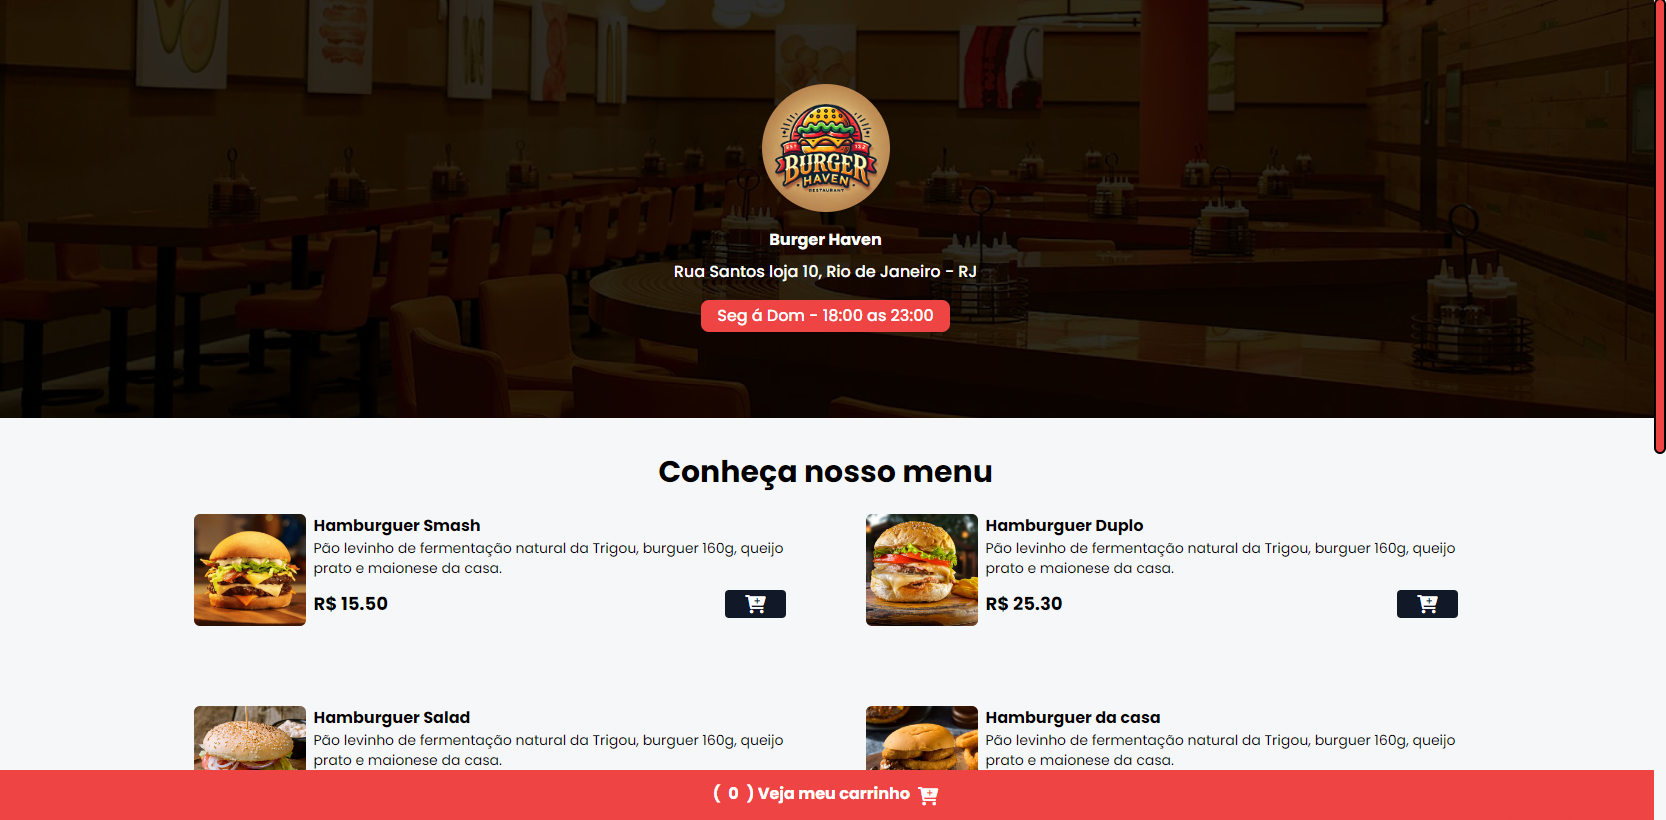 EST
BURGER
HAVEN
RESTAURANT
Burger Haven
Rua Santos loja 10, Rio de Janeiro - RJ
Seg á Dom - 18:00 as 23:00
Conheça nosso menu
Hamburguer Smash
Pão levinho de fermentação natural da Trigou, burguer 160g, queijo
prato e maionese da casa.
R$ 15.50
Hamburguer Duplo
Pão levinho de fermentação natural da Trigou, burguer 160g, queijo
prato e maionese da casa.
R$ 25.30
Hamburguer Salad
Pão levinho de fermentação natural da Trigou, burguer 160g, queijo
prato e maionese da casa.
Hamburguer da casa
Pão levinho de fermentação natural da Trigou, burguer 160g, queijo
prato e maionese da casa.
( 0 ) Veja meu carrinho